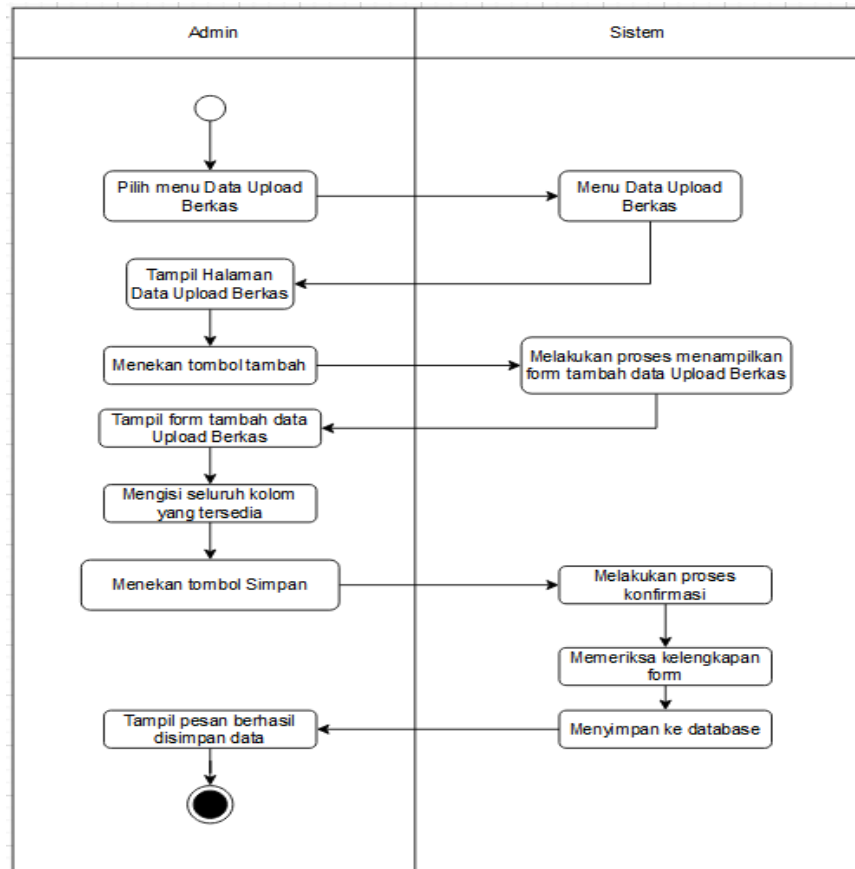 Admin
Sistem
Pilih menu Data Upload
Berkas
Menu Data Upload
Berkas
Tampil Halaman
Data Upload Berkas
Menekan tombol tambah
Melakukan proses menampilkan
form tambah data Upload Berkas
Tampil form tambah data
Upload Berkas
Mengisi seluruh kolom
yang tersedia
Menekan tombol Simpan
Melakukan proses
konfirmasi
Memeriksa kelengkapan
form
Menyimpan ke database
Tampil pesan berhasil
disimpan data